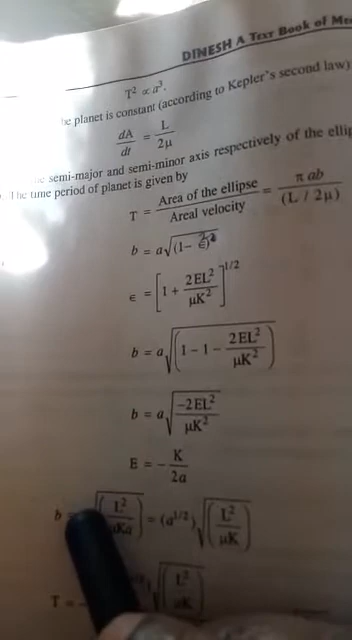 DINESH A TEXT BOOK OF
T² ∝ a³.
planet is constant (according to Kepler's second law)
dA/dt = L/2μ
semi-major and semi-minor axis respectively of the
The time period of planet is given by
T = Area of the ellipse / Areal velocity = π ab / (L / 2μ)
b = a√(1− ε)²
ε = [1 + 2EL²/μK²]^1/2
b = a√(1 − 1 − 2EL²/μK²)
b = a√(−2EL²/μK²)
E = − K/2a
b = √(L²/μKa) = (a^1/2) √(L²/μK)
T =